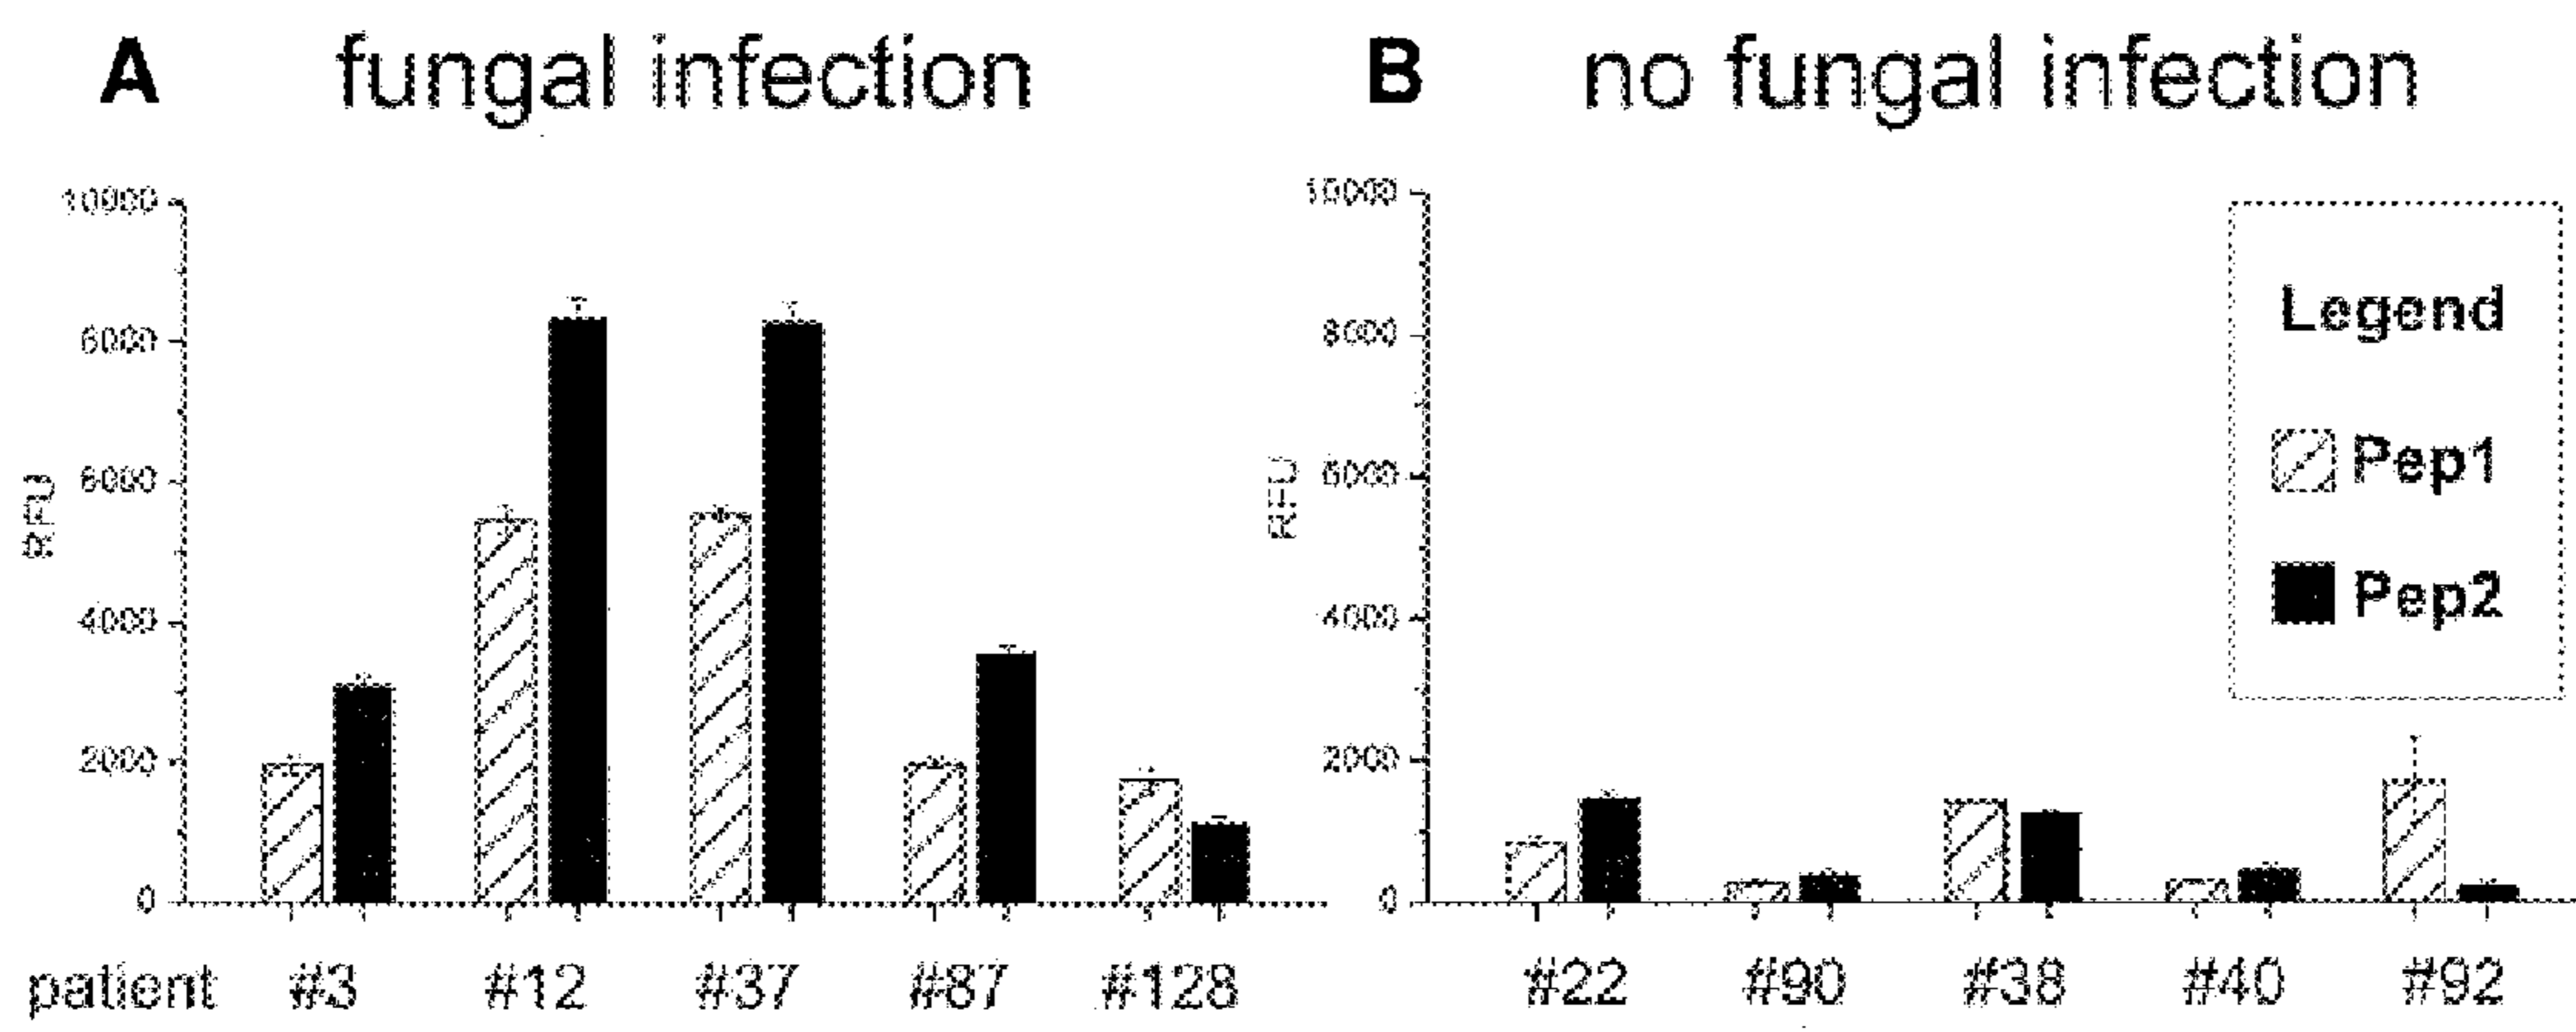 A fungal infection
B no fungal infection
10000
8000
6000
4000
2000
0
RFU
patient #3 #12 #37 #87 #128
10000
8000
6000
4000
2000
0
RFU
#22 #90 #38 #40 #92
Legend
Pep1
Pep2